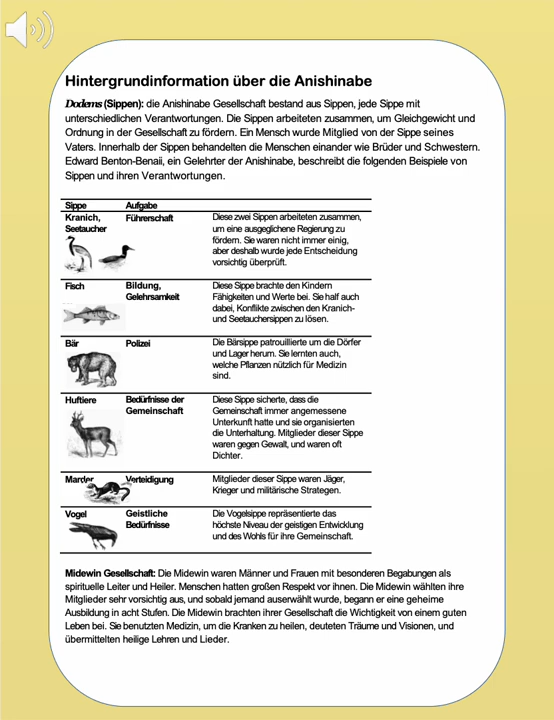 Hintergrundinformation über die Anishinabe
Dodems (Sippen): die Anishinabe Gesellschaft bestand aus Sippen, jede Sippe mit
unterschiedlichen Verantwortungen. Die Sippen arbeiteten zusammen, um Gleichgewicht und
Ordnung in der Gesellschaft zu fördern. Ein Mensch wurde Mitglied von der Sippe seines
Vaters. Innerhalb der Sippen behandelten die Menschen einander wie Brüder und Schwestern.
Edward Benton-Benaii, ein Gelehrter der Anishinabe, beschreibt die folgenden Beispiele von
Sippen und ihren Verantwortungen.
Sippe Aufgabe
Kranich, Seetaucher
Führerschaft
Diese zwei Sippen arbeiteten zusammen,
um eine ausgeglichene Regierung zu
fördern. Sie waren nicht immer einig,
aber deshalb wurde jede Entscheidung
vorsichtig überprüft.
Fisch
Bildung,
Gelehrsamkeit
Diese Sippe brachte den Kindern
Fähigkeiten und Werte bei. Sie half auch
dabei, Konflikte zwischen den Kranich-
und Seetauchersippen zu lösen.
Bär
Polizei
Die Bärsippe patrouillierte um die Dörfer
und Lager herum. Sie lernten auch,
welche Pflanzen nützlich für Medizin
sind.
Huftiere
Bedürfnisse der
Gemeinschaft
Diese Sippe sicherte, dass die
Gemeinschaft immer angemessene
Unterkunft hatte und sie organisierten
die Unterhaltung. Mitglieder dieser Sippe
waren gegen Gewalt, und waren oft
Dichter.
Marder
Verteidigung
Mitglieder dieser Sippe waren Jäger,
Krieger und militärische Strategen.
Vogel
Geistliche
Bedürfnisse
Die Vogelsippe repräsentierte das
höchste Niveau der geistigen Entwicklung
und des Wohls für ihre Gemeinschaft.
Midewin Gesellschaft: Die Midewin waren Männer und Frauen mit besonderen Begabungen als
spirituelle Leiter und Heiler. Menschen hatten großen Respekt vor ihnen. Die Midewin wählten ihre
Mitglieder sehr vorsichtig aus, und sobald jemand auserwählt wurde, begann er eine geheime
Ausbildung in acht Stufen. Die Midewin brachten ihrer Gesellschaft die Wichtigkeit von einem guten
Leben bei. Sie benutzten Medizin, um die Kranken zu heilen, deuteten Träume und Visionen, und
übermittelten heilige Lehren und Lieder.